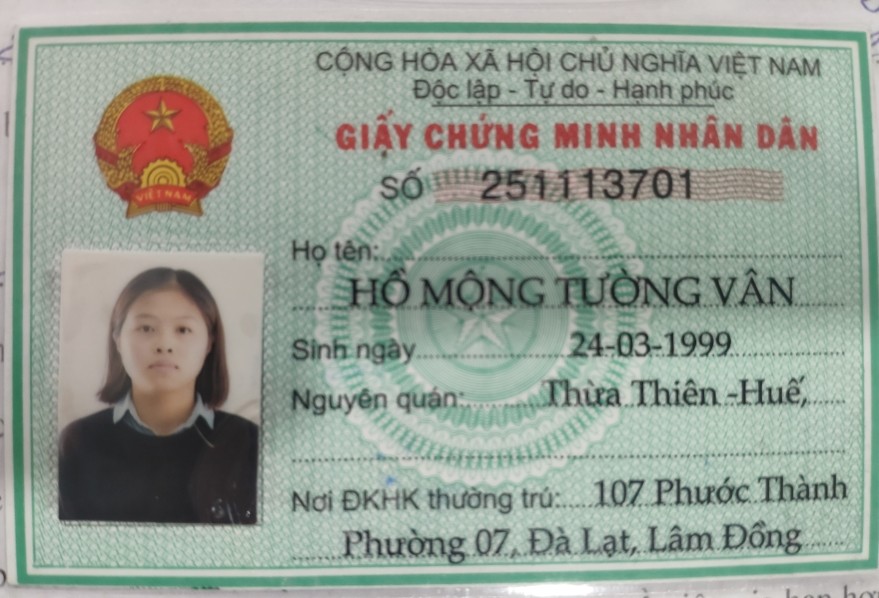 CỘNG HÒA XÃ HỘI CHỦ NGHĨA VIỆT NAM
Độc lập - Tự do - Hạnh phúc
GIẤY CHỨNG MINH NHÂN DÂN
SỐ 251113701
VIỆT NAM
Họ tên:
HỒ MỘNG TƯỜNG VÂN
Sinh ngày 24-03-1999
Nguyên quán: Thừa Thiên -Huế,
Nơi ĐKHK thường trú: 107 Phước Thành
Phường 07, Đà Lạt, Lâm Đồng